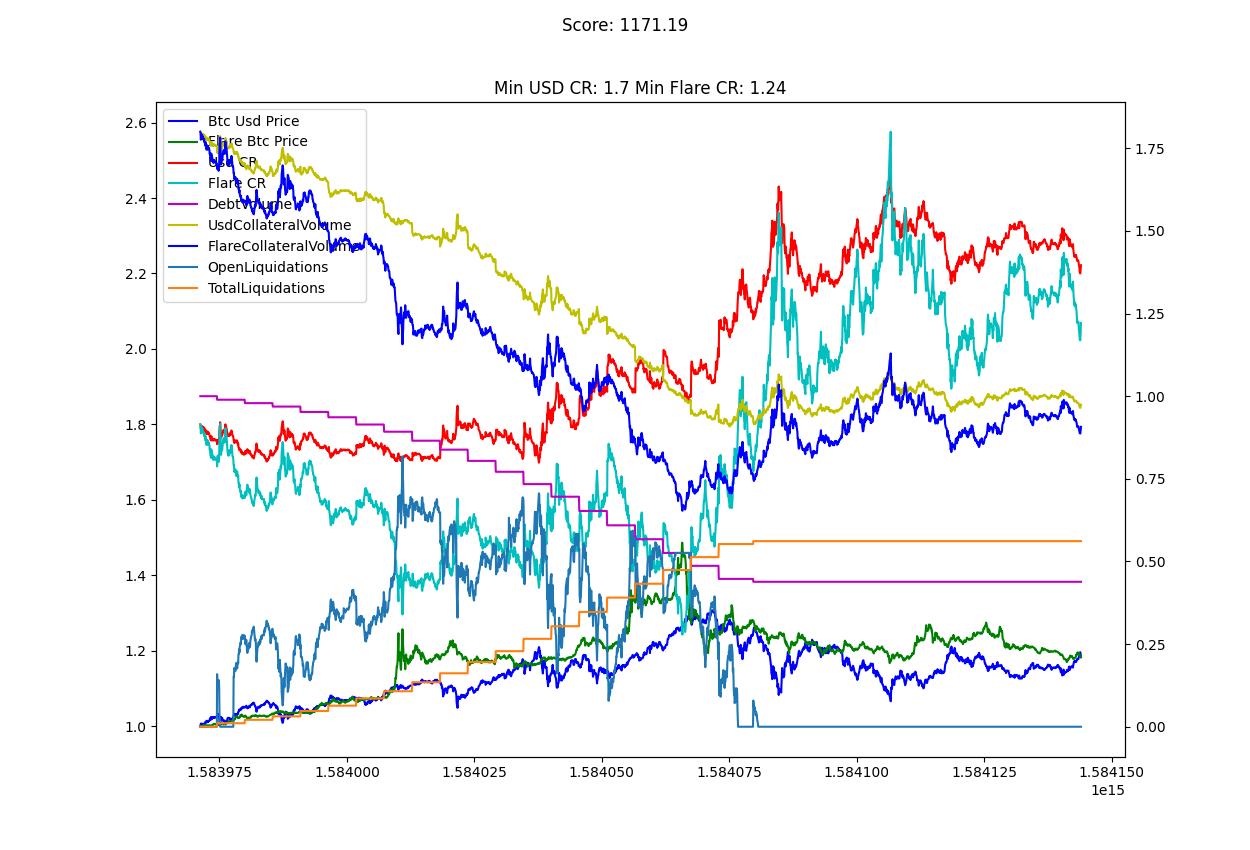 Score: 1171.19
Min USD CR: 1.7 Min Flare CR: 1.24
Btc Usd Price
Flare Btc Price
Usd CR
Flare CR
DebtVolume
UsdCollateralVolume
FlareCollateralVolume
OpenLiquidations
TotalLiquidations
2.6
2.4
2.2
2.0
1.8
1.6
1.4
1.2
1.0
1.75
1.50
1.25
1.00
0.75
0.50
0.25
0.00
1.583975 1.584000 1.584025 1.584050 1.584075 1.584100 1.584125 1.584150
1e15